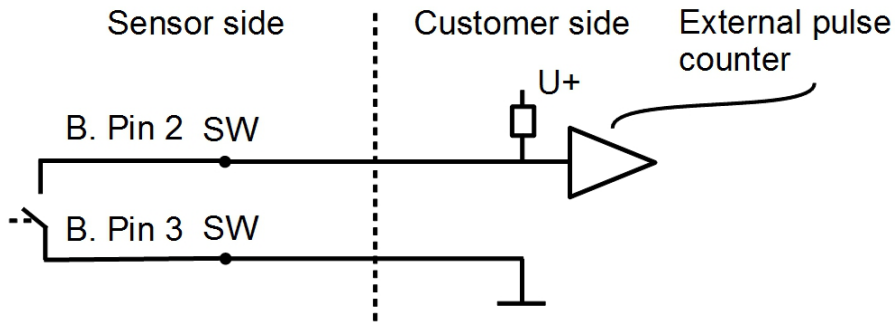 Sensor side
Customer side
External pulse
counter
U+
B. Pin 2 SW
B. Pin 3 SW